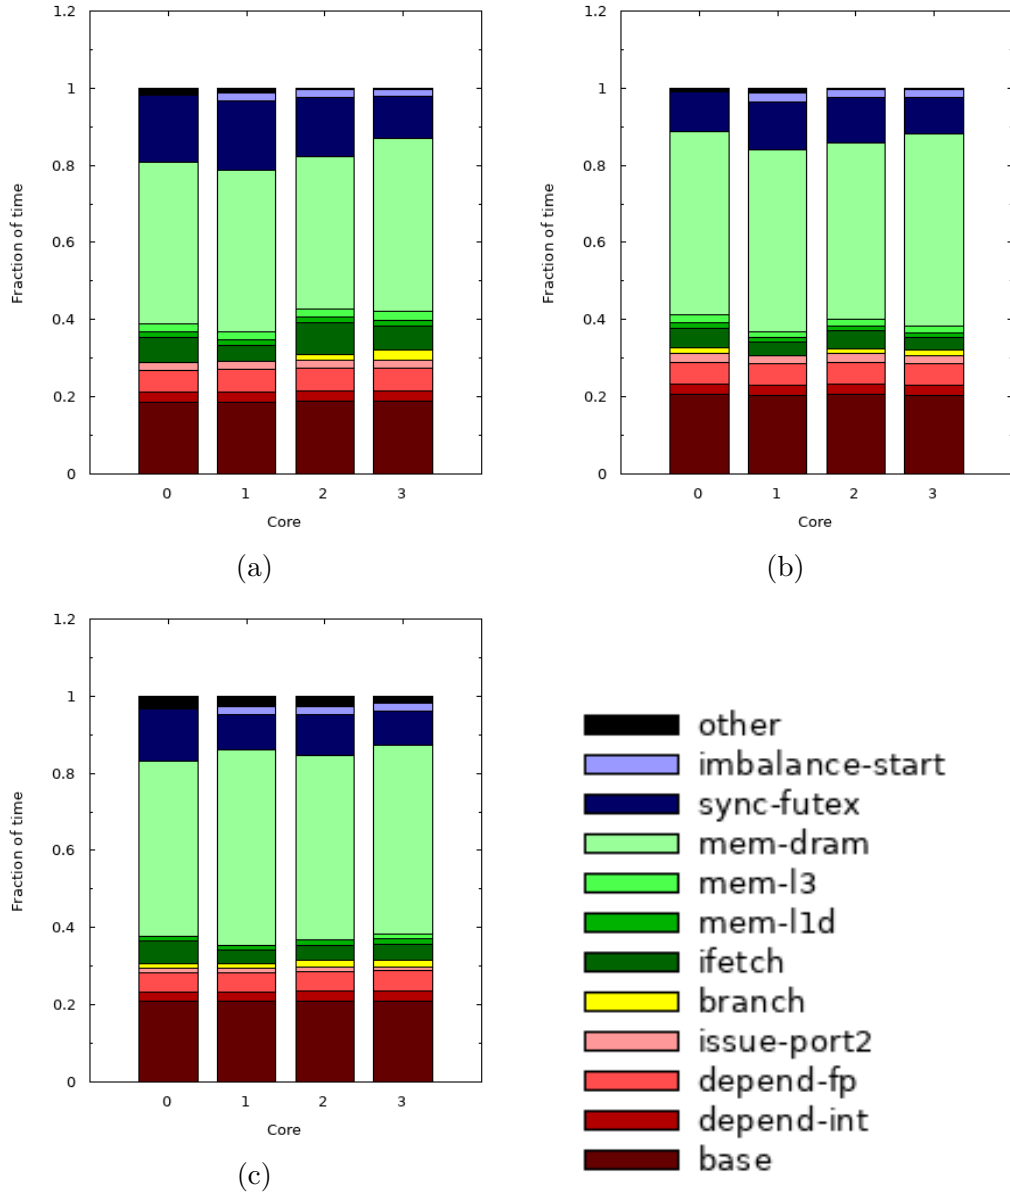 1.2
1
0.8
0.6
0.4
0.2
0
Fraction of time
0 1 2 3
Core
(a)
1.2
1
0.8
0.6
0.4
0.2
0
Fraction of time
0 1 2 3
Core
(b)
1.2
1
0.8
0.6
0.4
0.2
0
Fraction of time
0 1 2 3
Core
(c)
other
imbalance-start
sync-futex
mem-dram
mem-l3
mem-l1d
ifetch
branch
issue-port2
depend-fp
depend-int
base